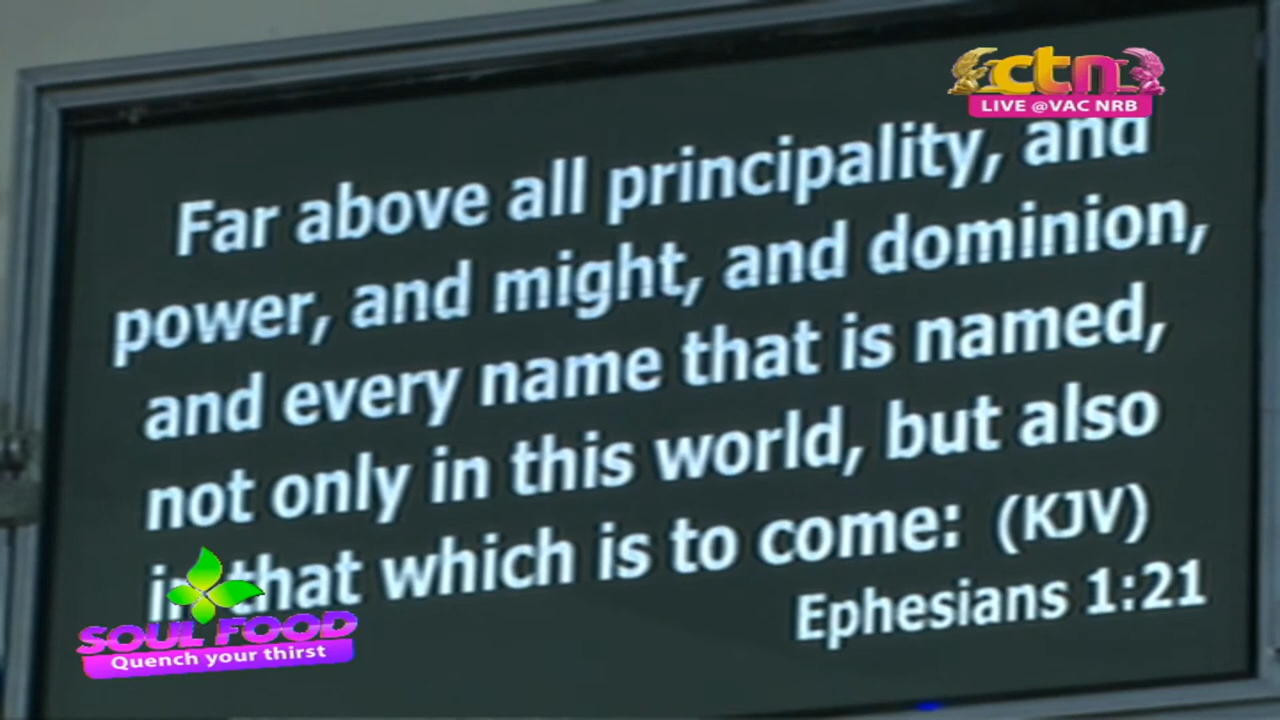 ctn
LIVE @VAC NRB
Far above all principality, and
power, and might, and dominion,
and every name that is named,
not only in this world, but also
in that which is to come: (KJV)
Ephesians 1:21
SOUL FOOD
Quench your thirst